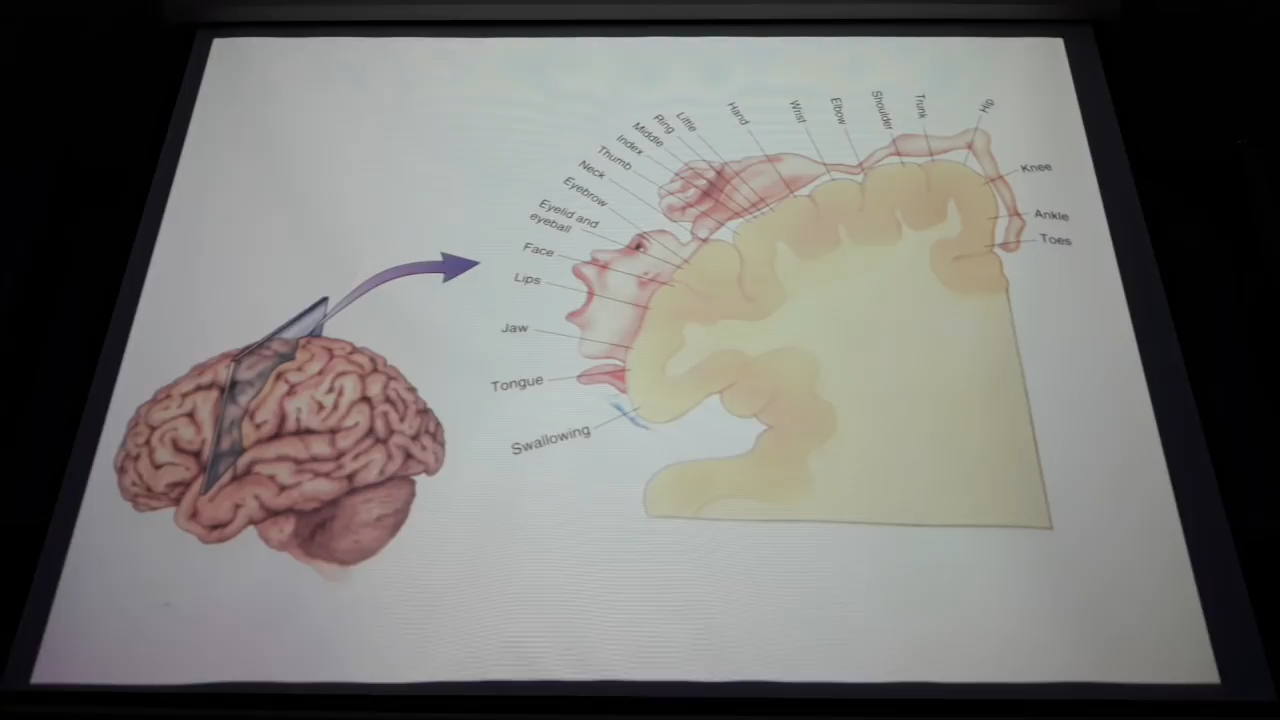 Hip
Trunk
Shoulder
Elbow
Wrist
Hand
Little
Ring
Middle
Index
Thumb
Neck
Eyebrow
Eyelid and
eyeball
Face
Lips
Jaw
Tongue
Swallowing
Knee
Ankle
Toes